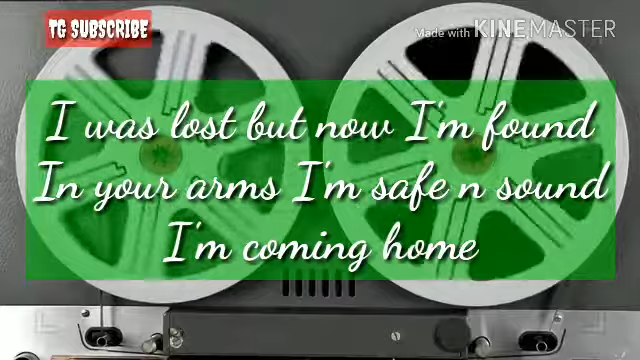 TG SUBSCRIBE
Made with KINEMASTER
I was lost but now I'm found
In your arms I'm safe n sound
I'm coming home